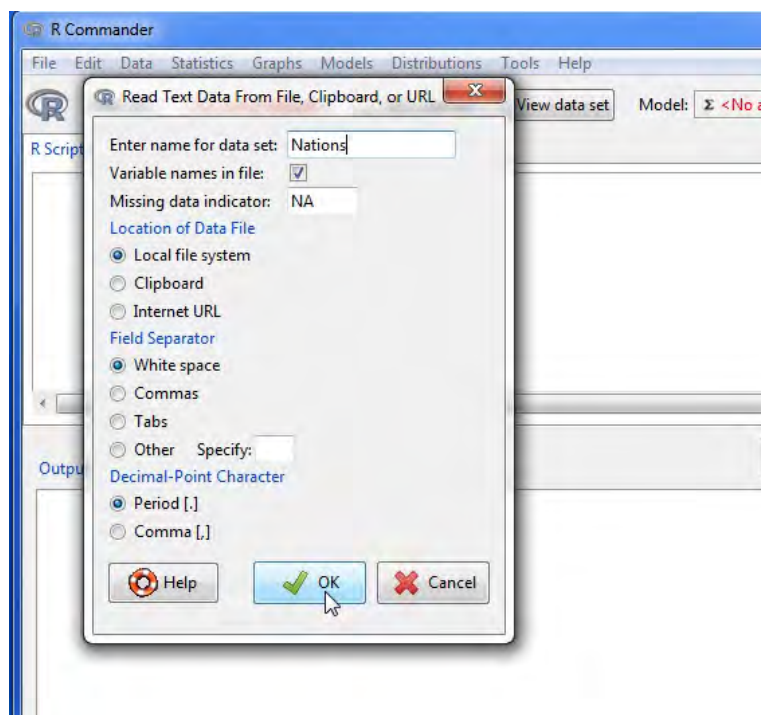 R Commander
File Edit Data Statistics Graphs Models Distributions Tools Help
Read Text Data From File, Clipboard, or URL
View data set Model: Σ <No a
R Script
Enter name for data set: Nations
Variable names in file:
Missing data indicator: NA
Location of Data File
Local file system
Clipboard
Internet URL
Field Separator
White space
Commas
Tabs
Other Specify:
Outpu
Decimal-Point Character
Period [.]
Comma [,]
Help OK Cancel